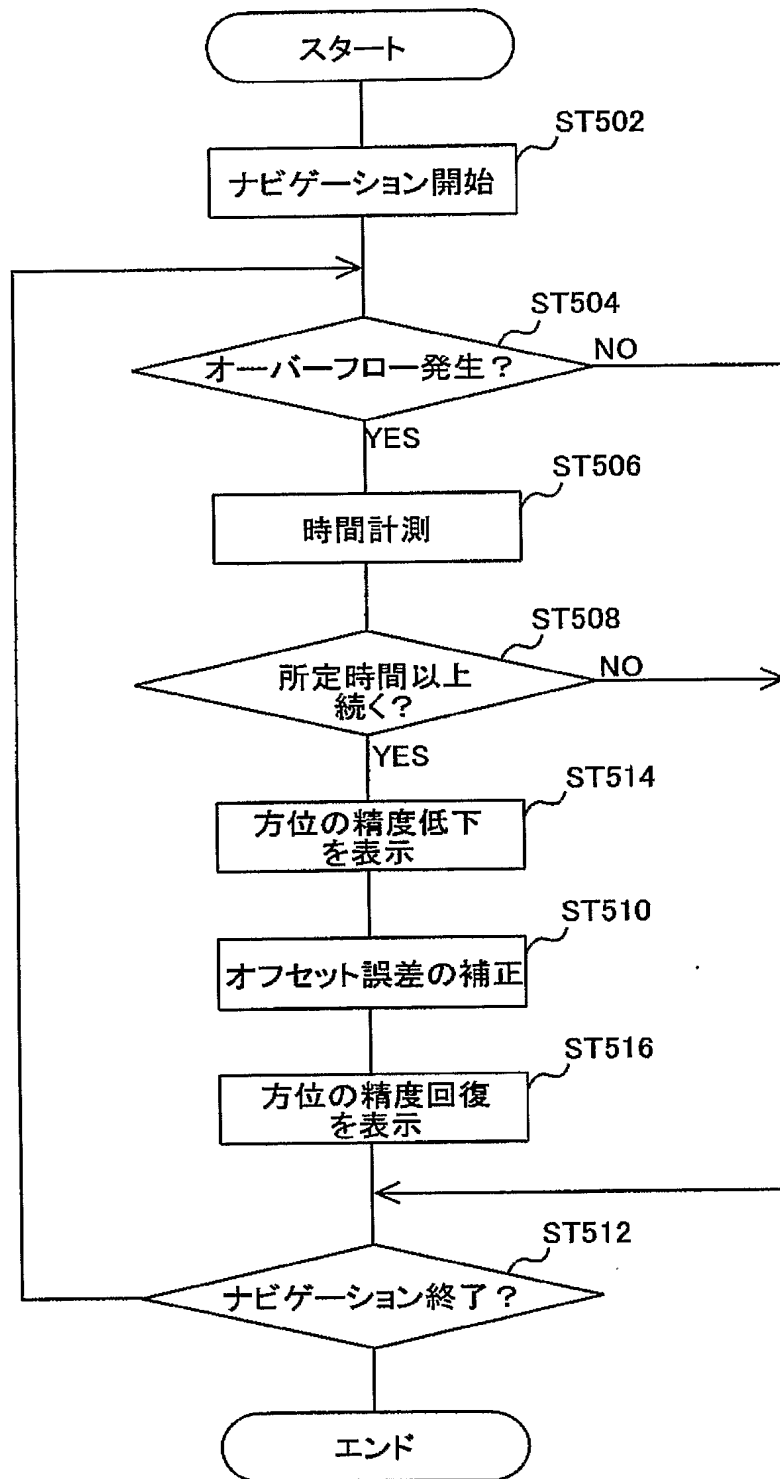 スタート
ST502
ナビゲーション開始
ST504
オーバーフロー発生？
NO
YES
ST506
時間計測
ST508
所定時間以上
続く？
NO
YES
ST514
方位の精度低下
を表示
ST510
オフセット誤差の補正
ST516
方位の精度回復
を表示
ST512
ナビゲーション終了？
エンド